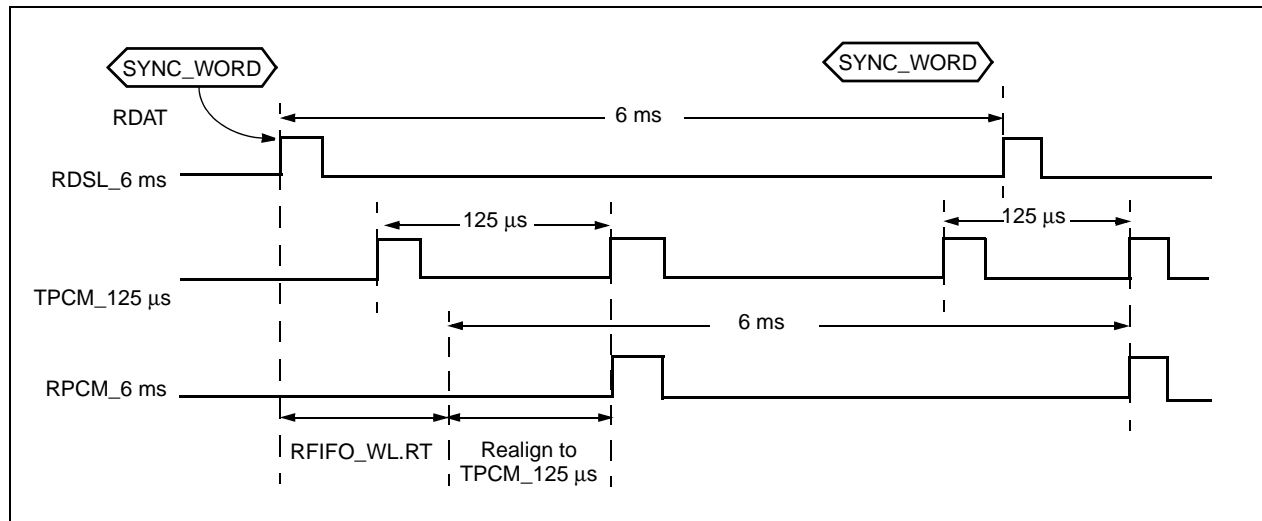 SYNC_WORD
SYNC_WORD
RDAT
6 ms
RDSL_6 ms
125 μs
125 μs
TPCM_125 μs
6 ms
RPCM_6 ms
RFIFO_WL.RT
Realign to
TPCM_125 μs